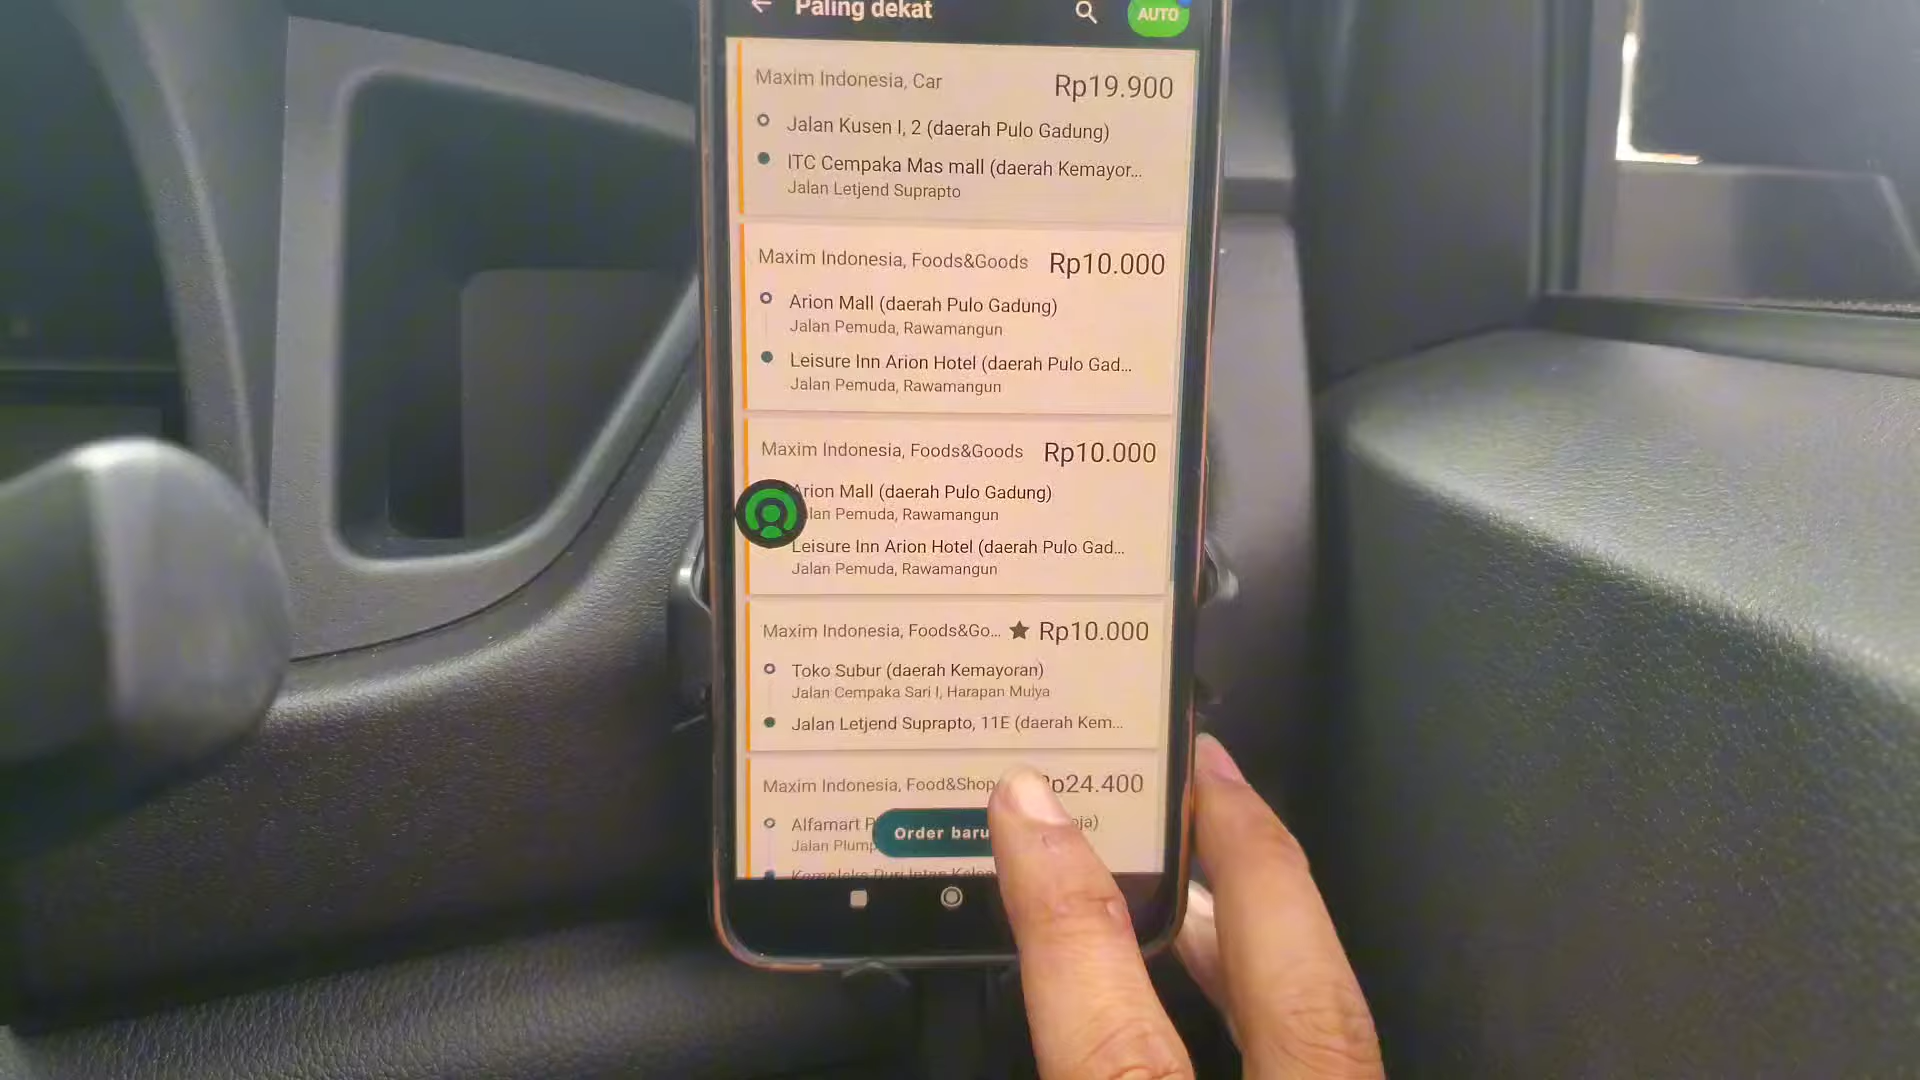 Paling dekat
AUTO
Maxim Indonesia, Car
Rp19.900
Jalan Kusen I, 2 (daerah Pulo Gadung)
ITC Cempaka Mas mall (daerah Kemayor...
Jalan Letjend Suprapto
Maxim Indonesia, Foods&Goods
Rp10.000
Arion Mall (daerah Pulo Gadung)
Jalan Pemuda, Rawamangun
Leisure Inn Arion Hotel (daerah Pulo Gad...
Jalan Pemuda, Rawamangun
Maxim Indonesia, Foods&Goods
Rp10.000
Arion Mall (daerah Pulo Gadung)
alan Pemuda, Rawamangun
Leisure Inn Arion Hotel (daerah Pulo Gad...
Jalan Pemuda, Rawamangun
Maxim Indonesia, Foods&Go...
Rp10.000
Toko Subur (daerah Kemayoran)
Jalan Cempaka Sari I, Harapan Mulya
Jalan Letjend Suprapto, 11E (daerah Kem...
Maxim Indonesia, Food&Shop
p24.400
Alfamart P
oja)
Jalan Plump
Order baru